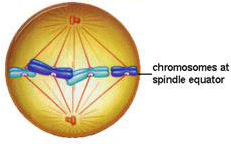 chromosomes at
spindle equator